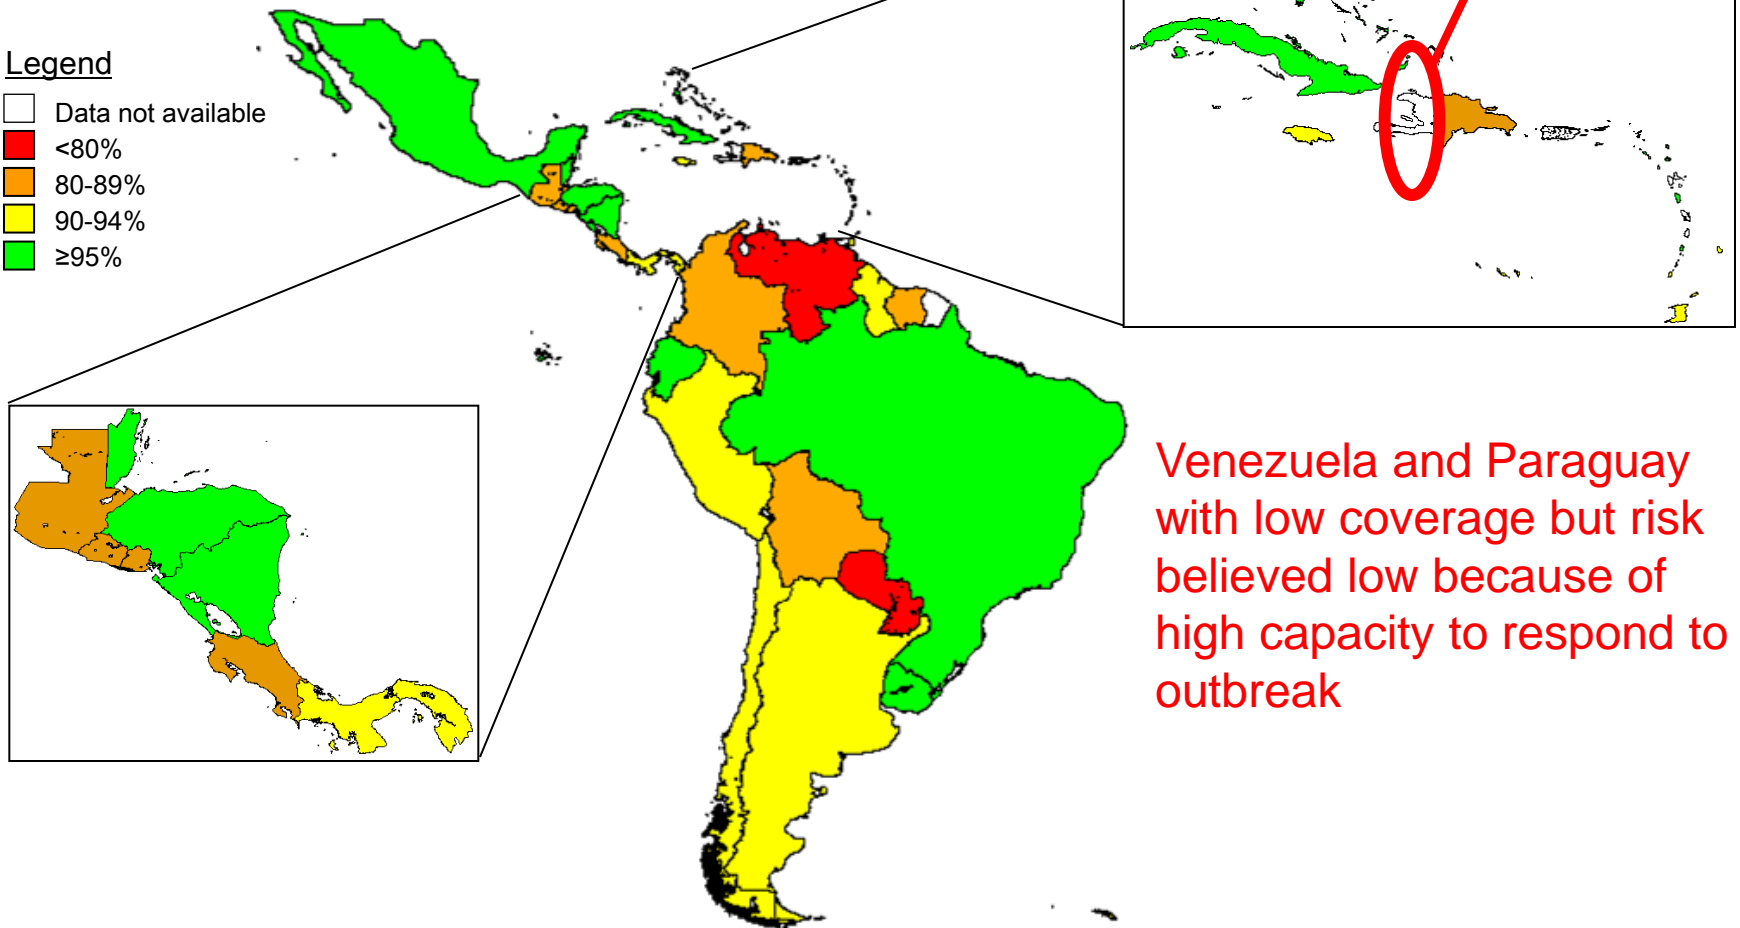 Legend
Data not available
<80%
80-89%
90-94%
≥95%
Venezuela and Paraguay
with low coverage but risk
believed low because of
high capacity to respond to
outbreak